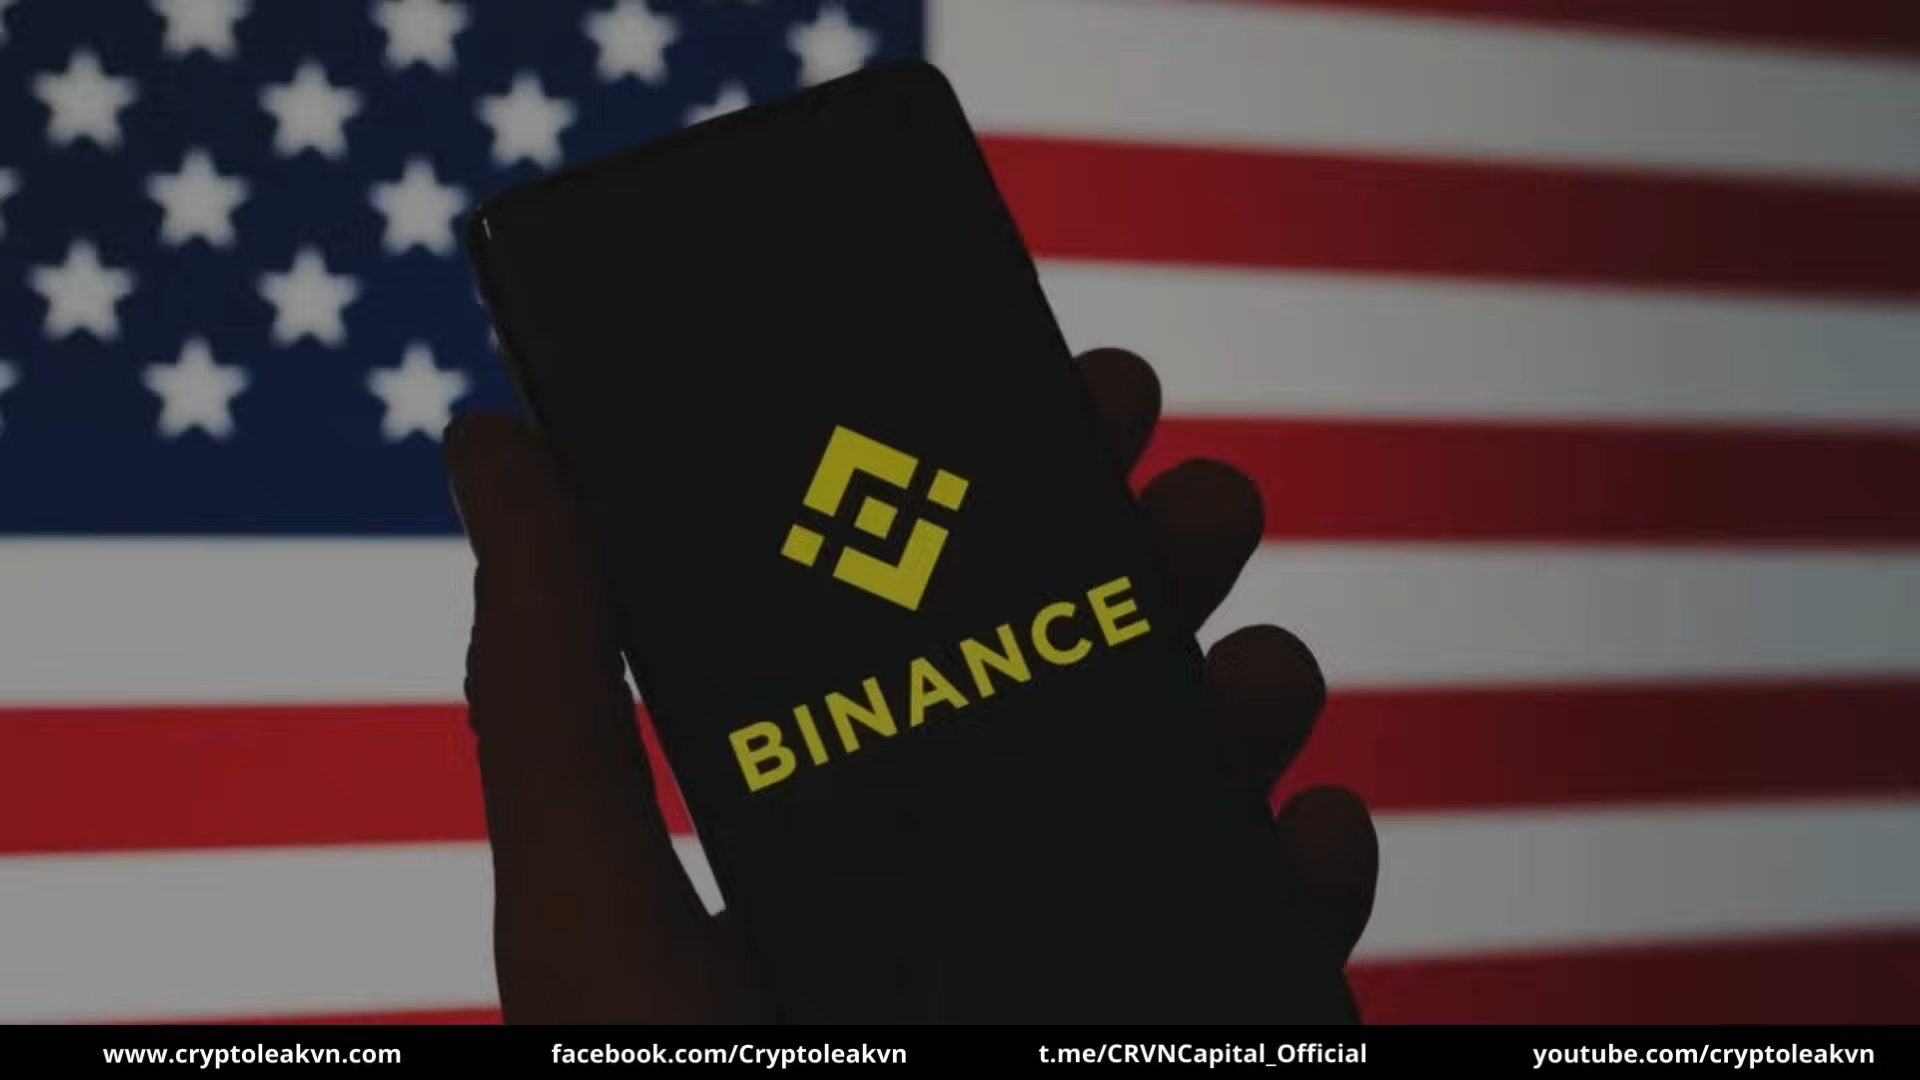 BINANCE
www.cryptoleakvn.com
facebook.com/Cryptoleakvn
t.me/CRVNCapital_Official
youtube.com/cryptoleakvn